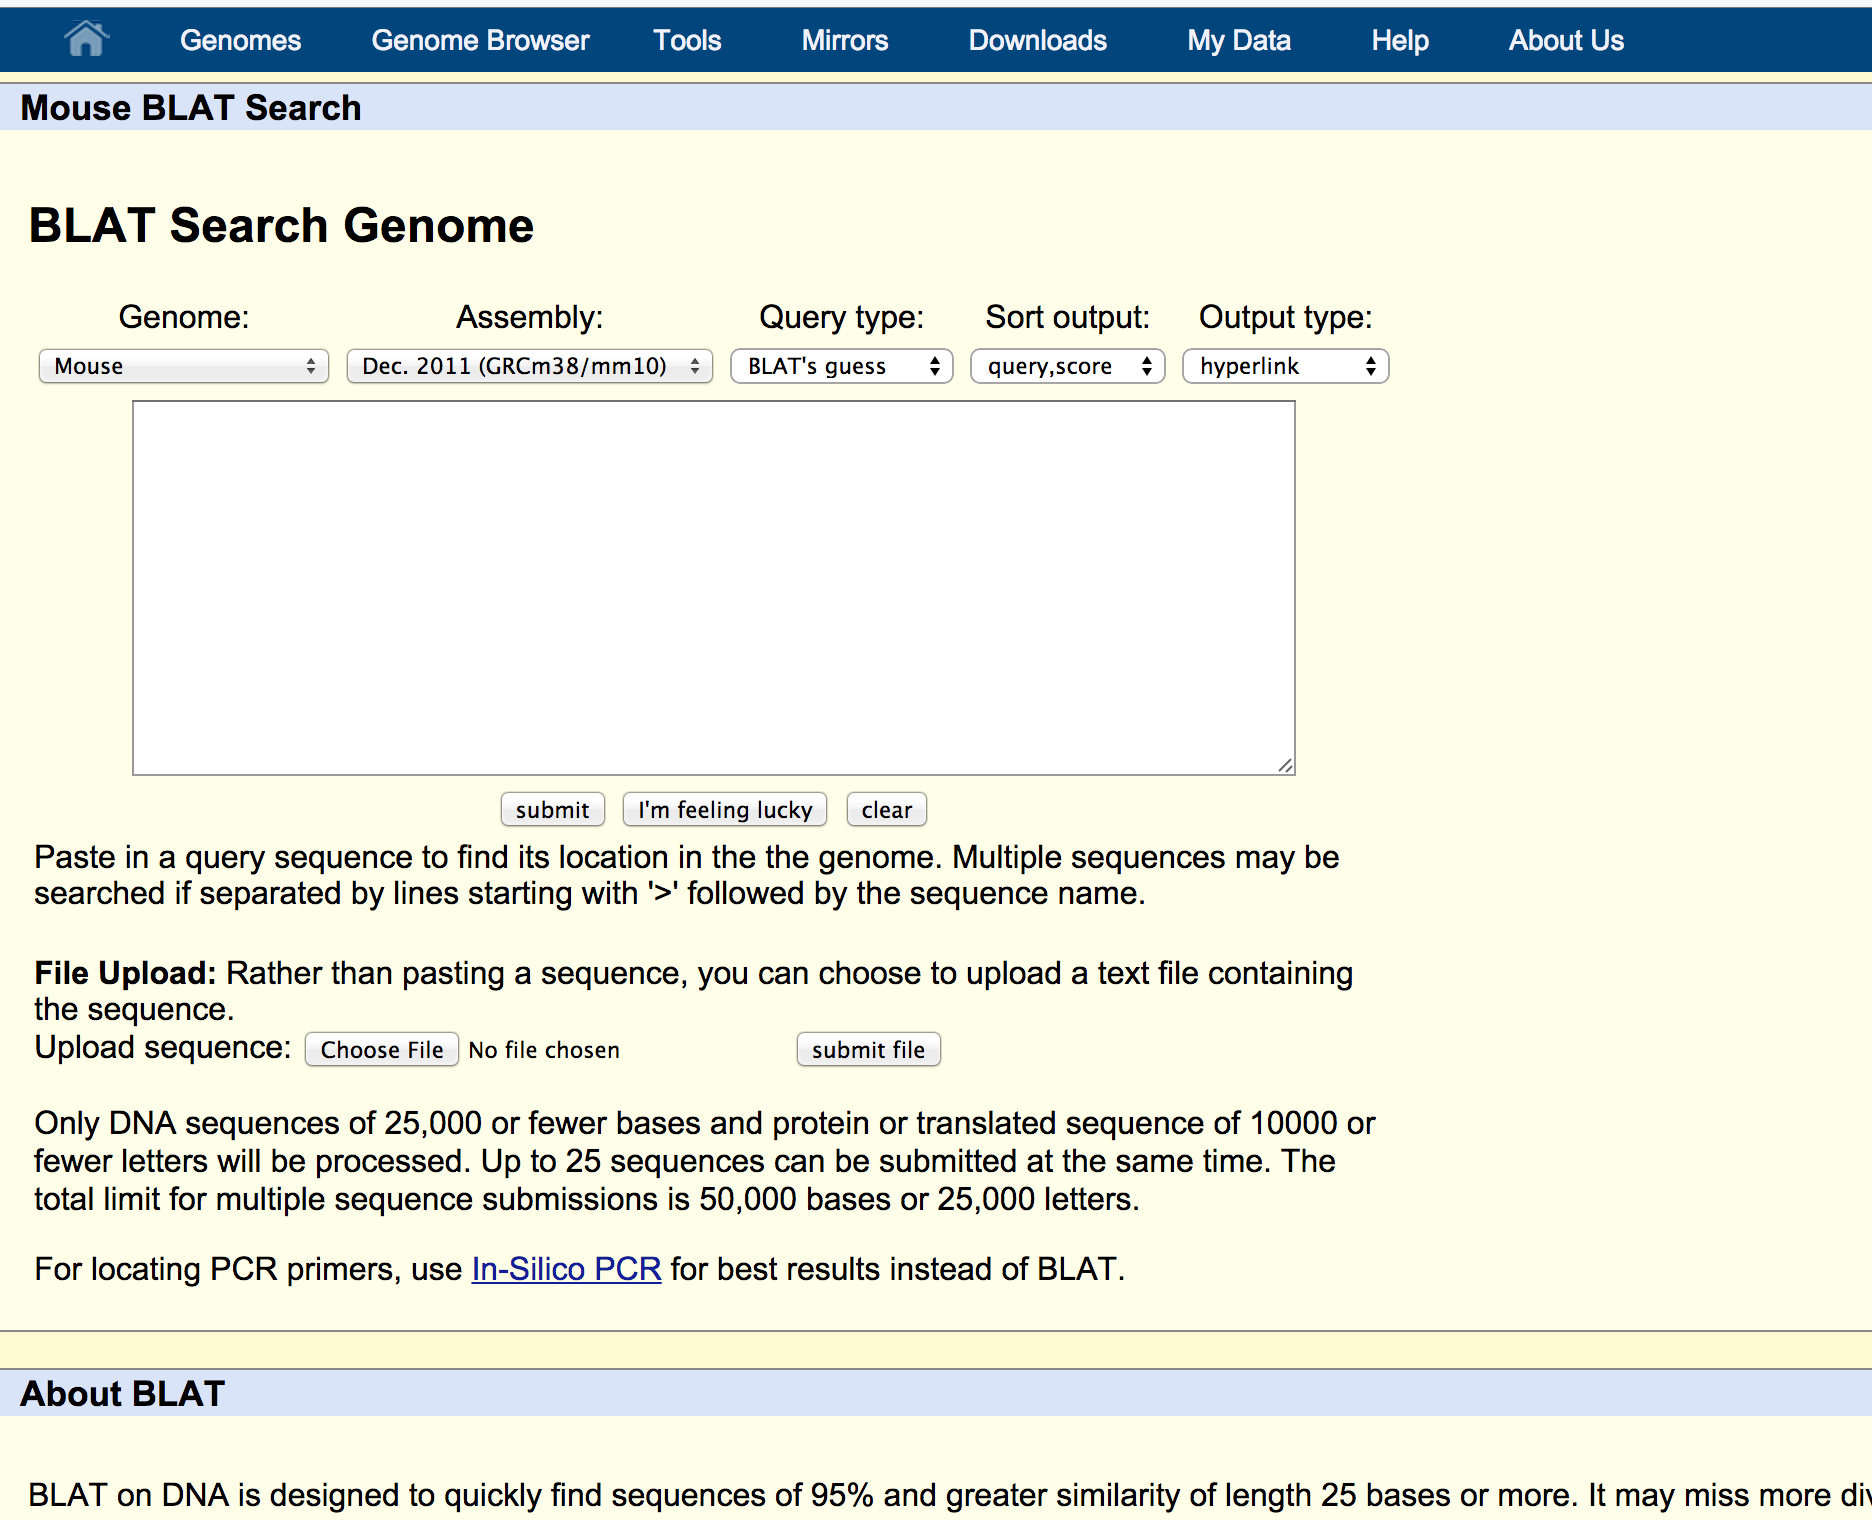 Genomes Genome Browser Tools Mirrors Downloads My Data Help About Us
Mouse BLAT Search
BLAT Search Genome
Genome: Assembly: Query type: Sort output: Output type:
Mouse Dec. 2011 (GRCm38/mm10) BLAT's guess query,score hyperlink
submit I'm feeling lucky clear
Paste in a query sequence to find its location in the the genome. Multiple sequences may be
searched if separated by lines starting with '>' followed by the sequence name.
File Upload: Rather than pasting a sequence, you can choose to upload a text file containing
the sequence.
Upload sequence: Choose File No file chosen submit file
Only DNA sequences of 25,000 or fewer bases and protein or translated sequence of 10000 or
fewer letters will be processed. Up to 25 sequences can be submitted at the same time. The
total limit for multiple sequence submissions is 50,000 bases or 25,000 letters.
For locating PCR primers, use In-Silico PCR for best results instead of BLAT.
About BLAT
BLAT on DNA is designed to quickly find sequences of 95% and greater similarity of length 25 bases or more. It may miss more